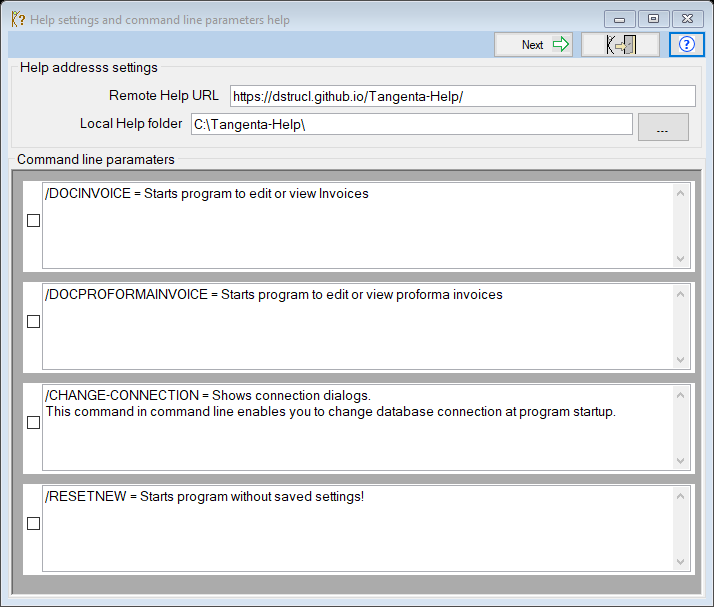 Help settings and command line parameters help
Next
Help addresss settings
Remote Help URL
https://dstrucl.github.io/Tangenta-Help/
Local Help folder
C:\Tangenta-Help\
...
Command line paramaters
/DOCINVOICE = Starts program to edit or view Invoices
/DOCPROFORMAINVOICE = Starts program to edit or view proforma invoices
/CHANGE-CONNECTION = Shows connection dialogs.
This command in command line enables you to change database connection at program startup.
/RESETNEW = Starts program without saved settings!